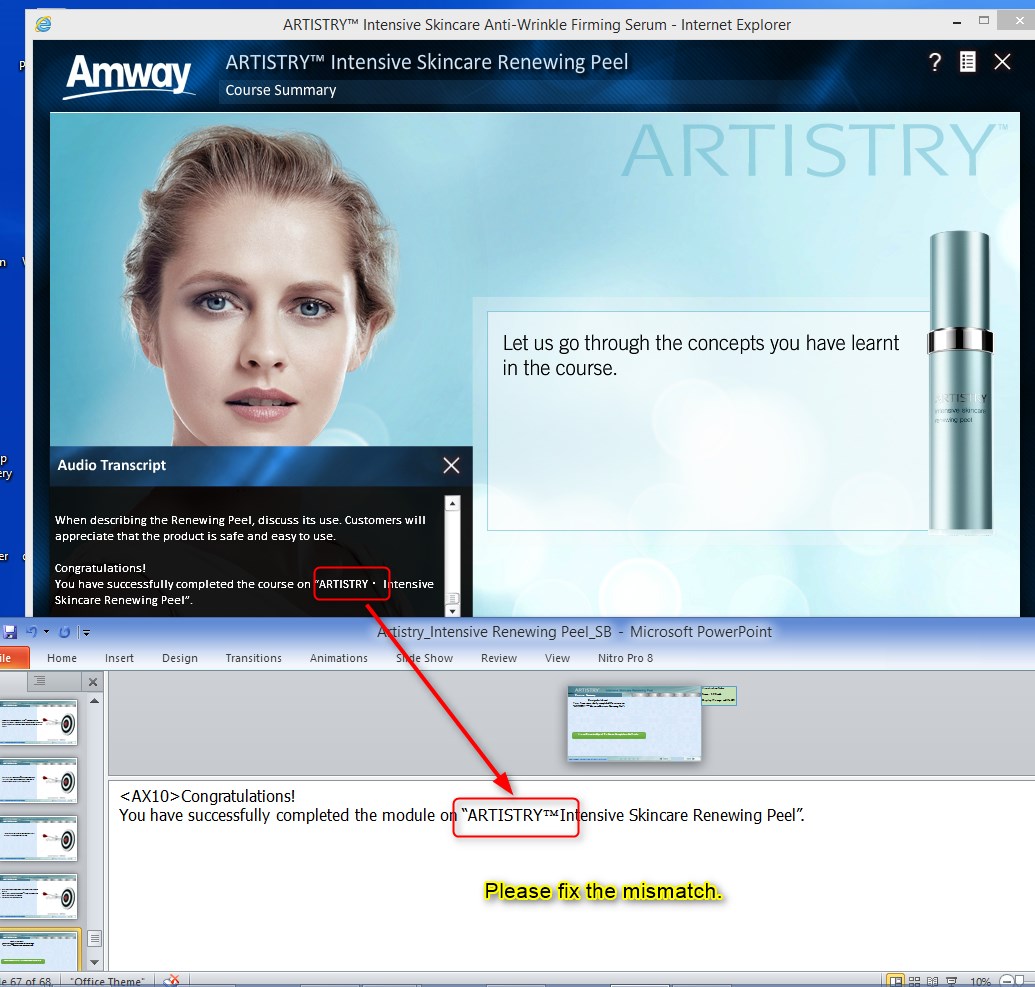 ARTISTRY™ Intensive Skincare Anti-Wrinkle Firming Serum - Internet Explorer
Amway
ARTISTRY™ Intensive Skincare Renewing Peel
Course Summary
?
ARTISTRY™
Let us go through the concepts you have learnt
in the course.
ARTISTRY
intensive skincare
renewing peel
Audio Transcript
When describing the Renewing Peel, discuss its use. Customers will
appreciate that the product is safe and easy to use.
Congratulations!
You have successfully completed the course on “ARTISTRY · Intensive
Skincare Renewing Peel”.
Artistry_Intensive Renewing Peel_SB - Microsoft PowerPoint
Home Insert Design Transitions Animations Slide Show Review View Nitro Pro 8
<AX10>Congratulations!
You have successfully completed the module on “ARTISTRY™Intensive Skincare Renewing Peel”.
Please fix the mismatch.
67 of 68 "Office Theme" 10%